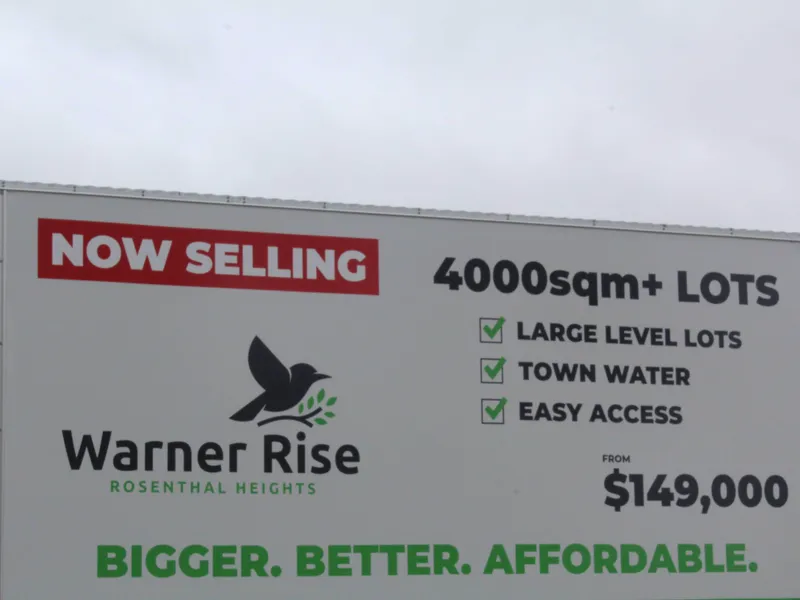 NOW SELLING
Warner Rise
ROSENTHAL HEIGHTS
4000sqm+ LOTS
LARGE LEVEL LOTS
TOWN WATER
EASY ACCESS
FROM
$149,000
BIGGER. BETTER. AFFORDABLE.